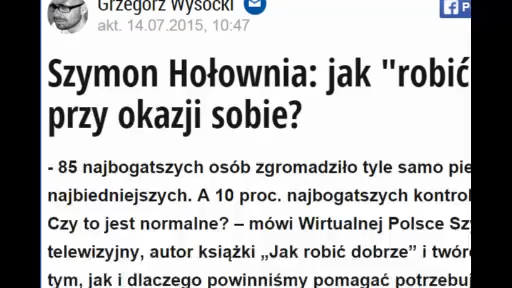 Grzegorz Wysocki
akt. 14.07.2015, 10:47
Szymon Hołownia: jak "robić
przy okazji sobie?
- 85 najbogatszych osób zgromadziło tyle samo pie
najbiedniejszych. A 10 proc. najbogatszych kontrol
Czy to jest normalne? – mówi Wirtualnej Polsce Szy
telewizyjny, autor książki „Jak robić dobrze” i twór
tym, jak i dlaczego powinniśmy pomagać potrzebuj